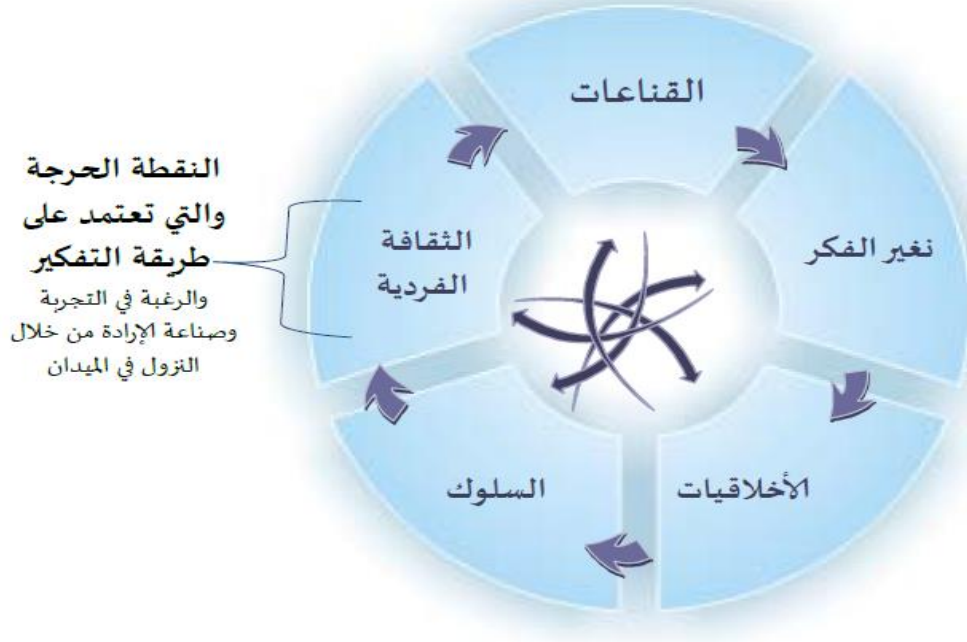 القناعات
نغير الفكر
الأخلاقيات
السلوك
الثقافة
الفردية
النقطة الحرجة
والتي تعتمد على
طريقة التفكير
والرغبة في التجربة
وصناعة الإرادة من خلال
النزول في الميدان